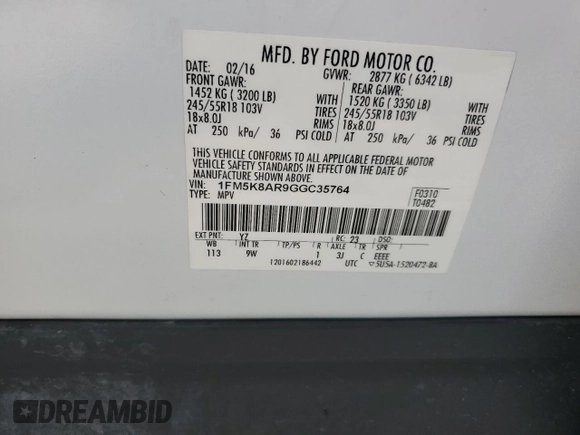 MFD. BY FORD MOTOR CO.
DATE: 02/16 GVWR: 2877 KG ( 6342 LB)
FRONT GAWR: REAR GAWR:
1452 KG ( 3200 LB) WITH 1520 KG ( 3350 LB) WITH
245/55R18 103V TIRES 245/55R18 103V TIRES
18x8.0J RIMS 18x8.0J RIMS
AT 250 kPa/ 36 PSI COLD AT 250 kPa/ 36 PSI COLD
THIS VEHICLE CONFORMS TO ALL APPLICABLE FEDERAL MOTOR
VEHICLE SAFETY STANDARDS IN EFFECT ON THE DATE OF
MANUFACTURE SHOWN ABOVE.
VIN: 1FM5K8AR9GGC35764 F0310
TYPE: MPV T0482
EXT PNT: YZ RC: 23 DSO:
WB INT TR TP/PS R AXLE TR SPR
113 9W 1 3J C EEEE
1201602186442 UTC 5U5A-1520472-BA
DREAMBID